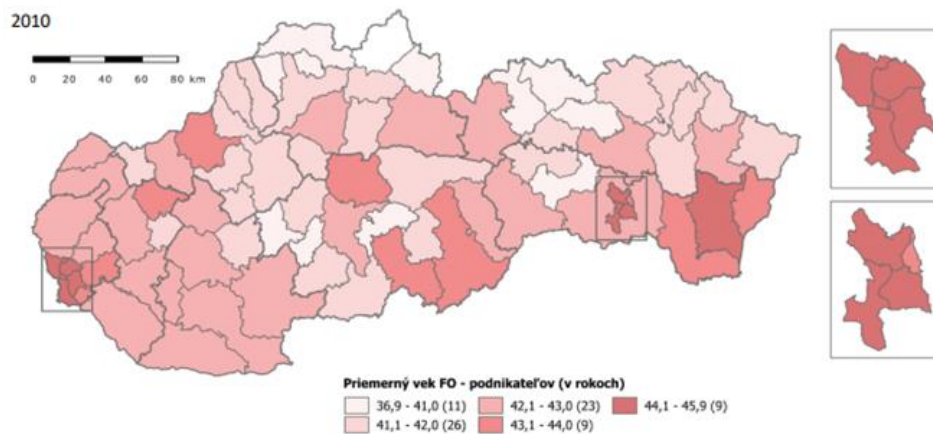 2010
0 20 40 60 80 km
Priemerný vek FO - podnikateľov (v rokoch)
36,9 - 41,0 (11) 42,1 - 43,0 (23) 44,1 - 45,9 (9)
41,1 - 42,0 (26) 43,1 - 44,0 (9)